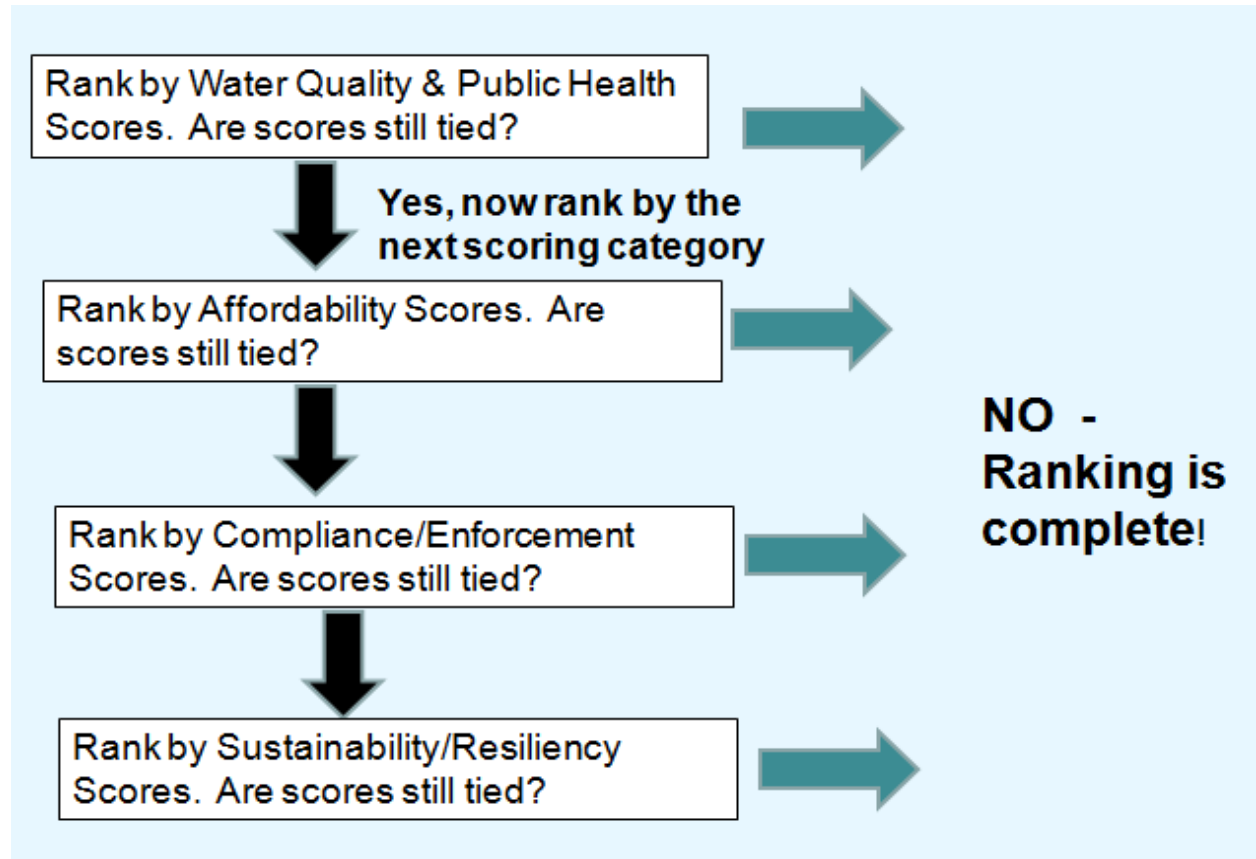 Rank by Water Quality & Public Health
Scores.  Are scores still tied?
Yes, now rank by the
next scoring category
Rank by Affordability Scores.  Are
scores still tied?
NO  -
Ranking is
complete!
Rank by Compliance/Enforcement
Scores.  Are scores still tied?
Rank by Sustainability/Resiliency
Scores.  Are scores still tied?